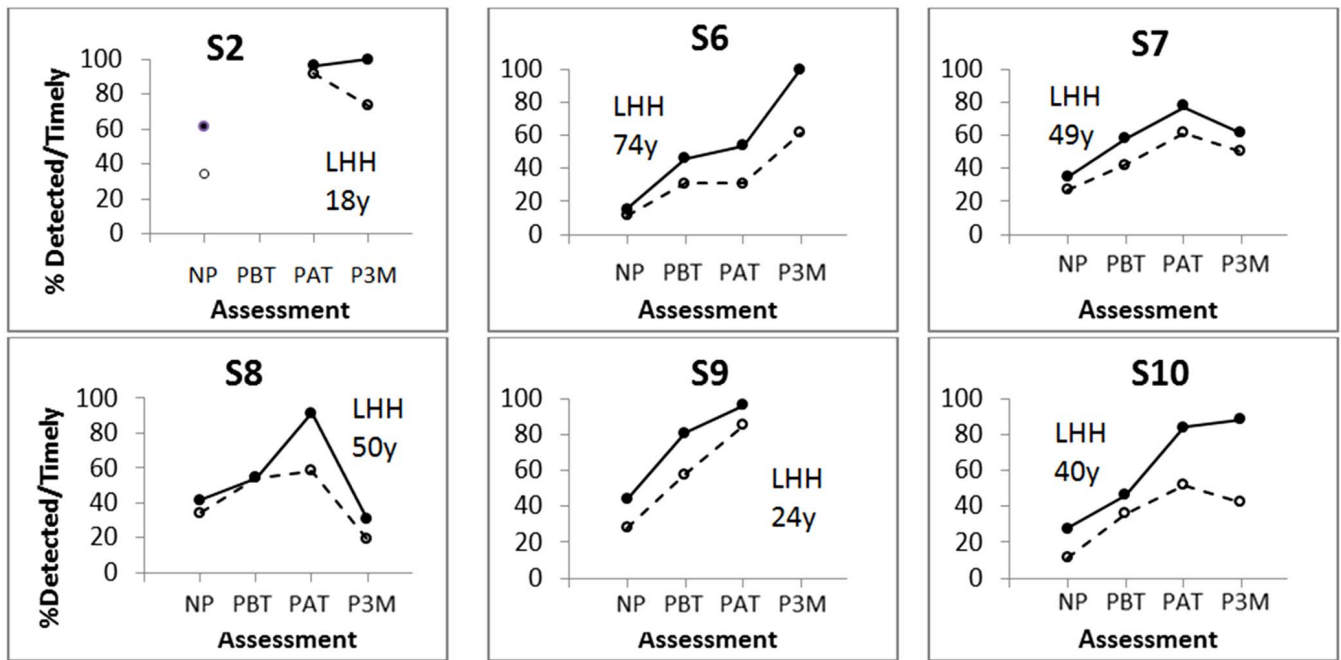 S2
% Detected/Timely
100
80
60
40
20
0
LHH
18y
NP PBT PAT P3M
Assessment
S6
100
80
60
40
20
0
LHH
74y
NP PBT PAT P3M
Assessment
S7
100
80
60
40
20
0
LHH
49y
NP PBT PAT P3M
Assessment
S8
%Detected/Timely
100
80
60
40
20
0
LHH
50y
NP PBT PAT P3M
Assessment
S9
100
80
60
40
20
0
LHH
24y
NP PBT PAT P3M
Assessment
S10
100
80
60
40
20
0
LHH
40y
NP PBT PAT P3M
Assessment